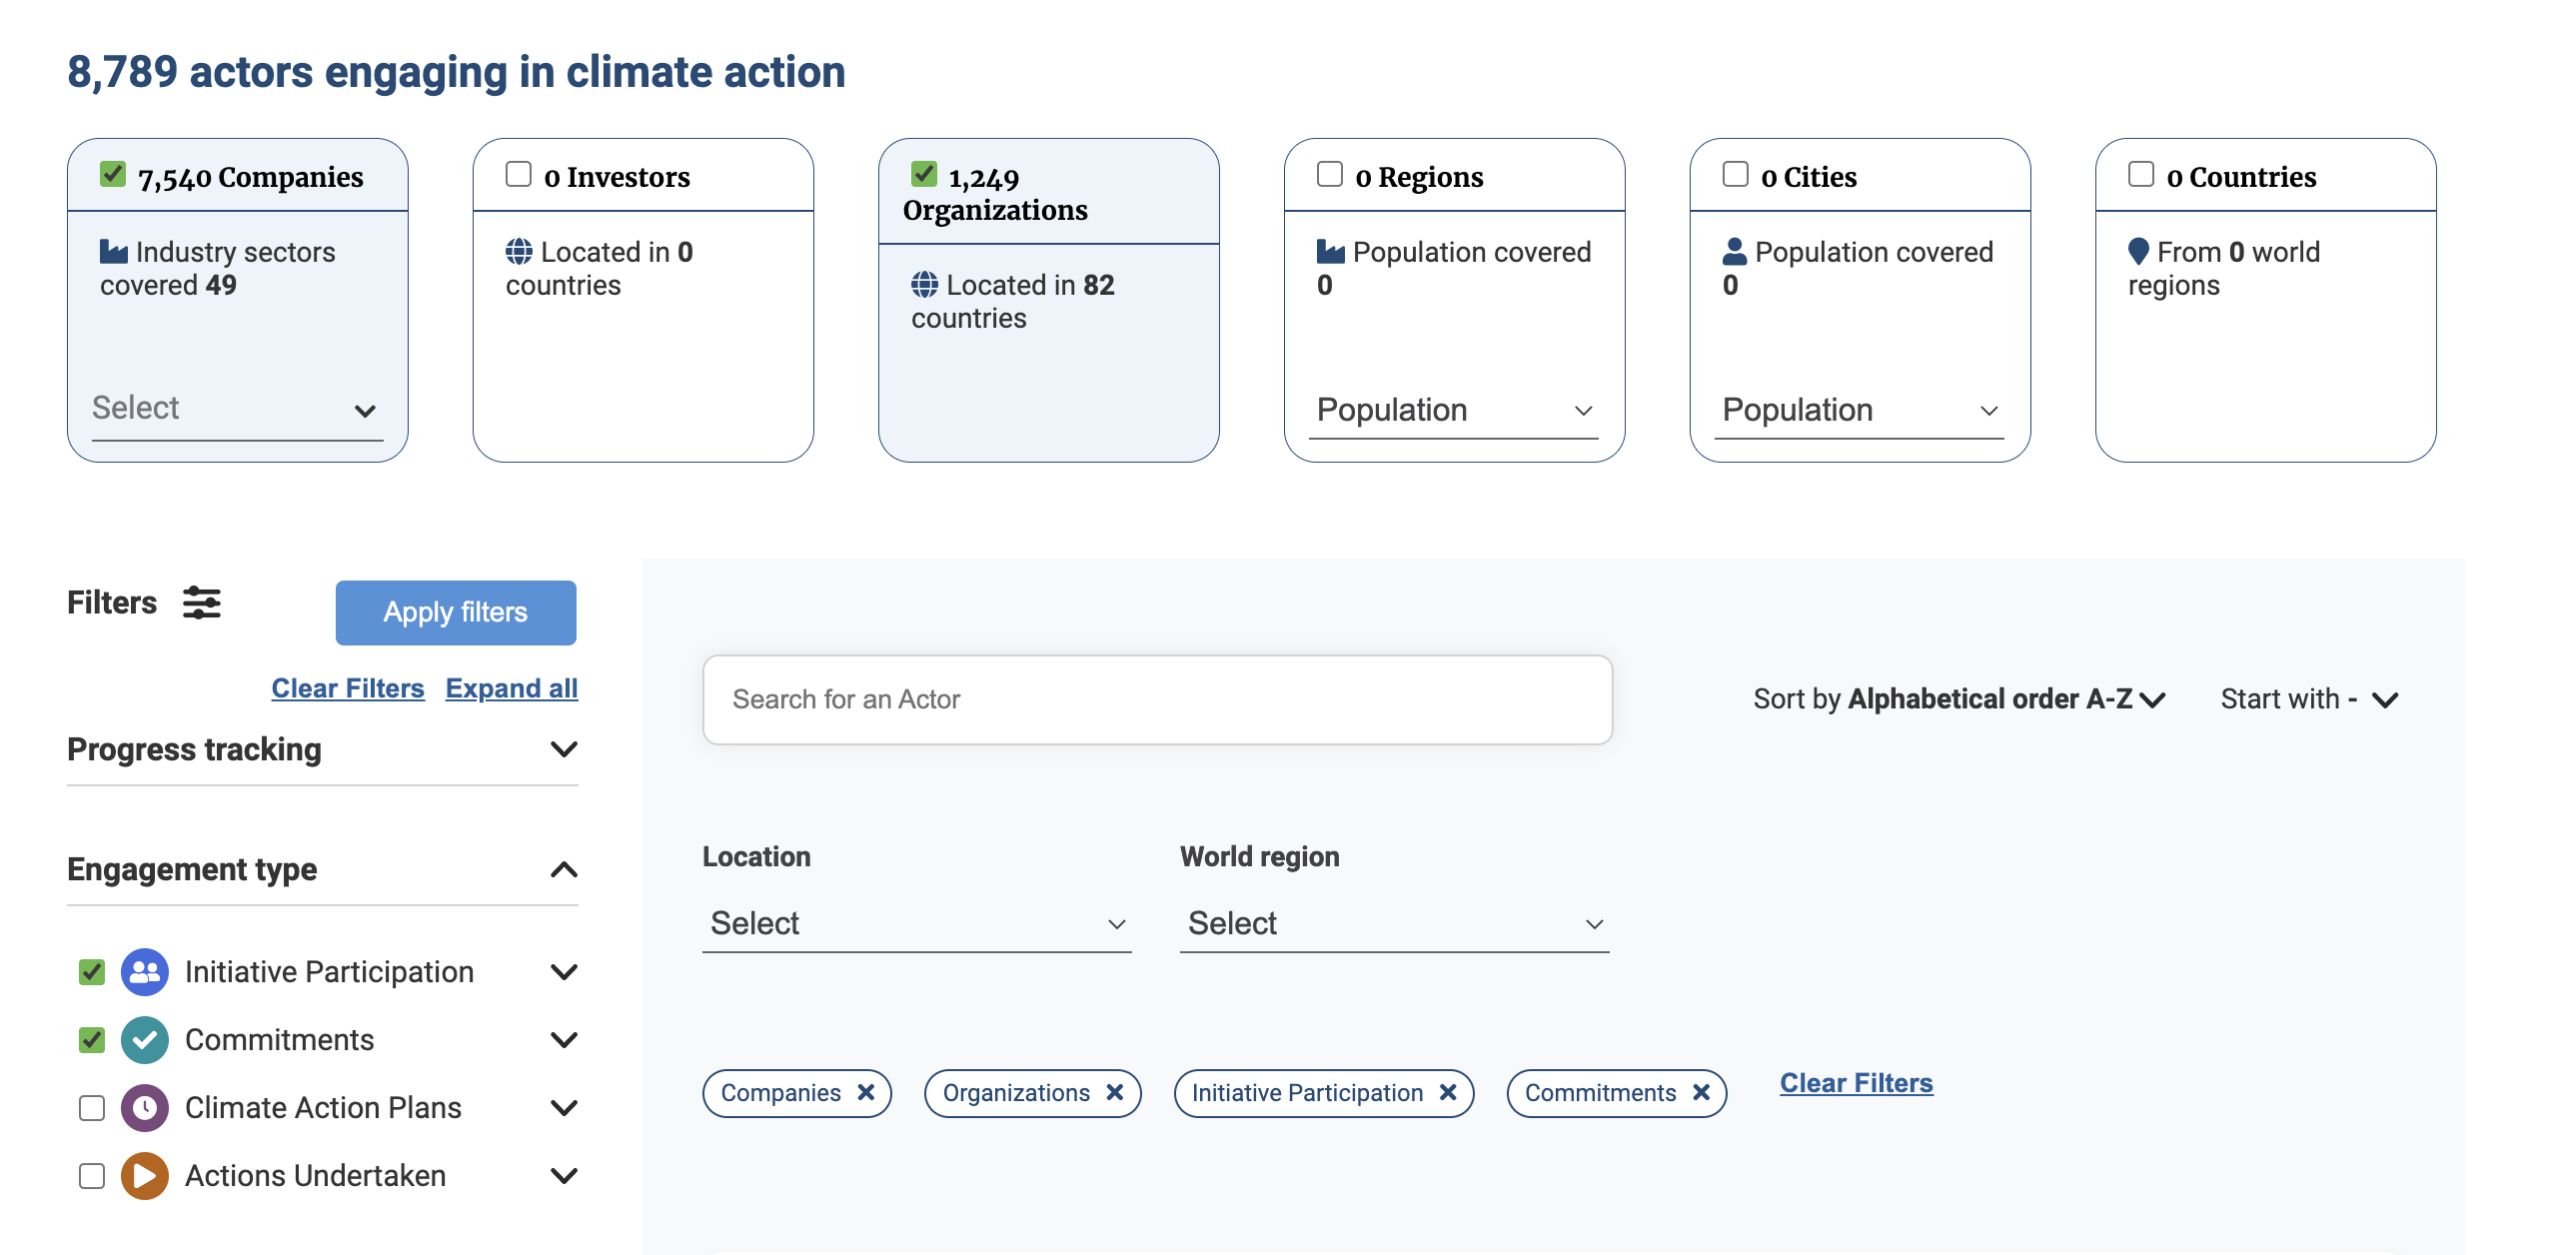 8,789 actors engaging in climate action
7,540 Companies
Industry sectors
covered 49
Select
0 Investors
Located in 0
countries
1,249
Organizations
Located in 82
countries
0 Regions
Population covered
0
Population
0 Cities
Population covered
0
Population
0 Countries
From 0 world
regions
Filters
Apply filters
Clear Filters Expand all
Progress tracking
Engagement type
Initiative Participation
Commitments
Climate Action Plans
Actions Undertaken
Search for an Actor
Sort by Alphabetical order A-Z
Start with -
Location
Select
World region
Select
Companies
Organizations
Initiative Participation
Commitments
Clear Filters